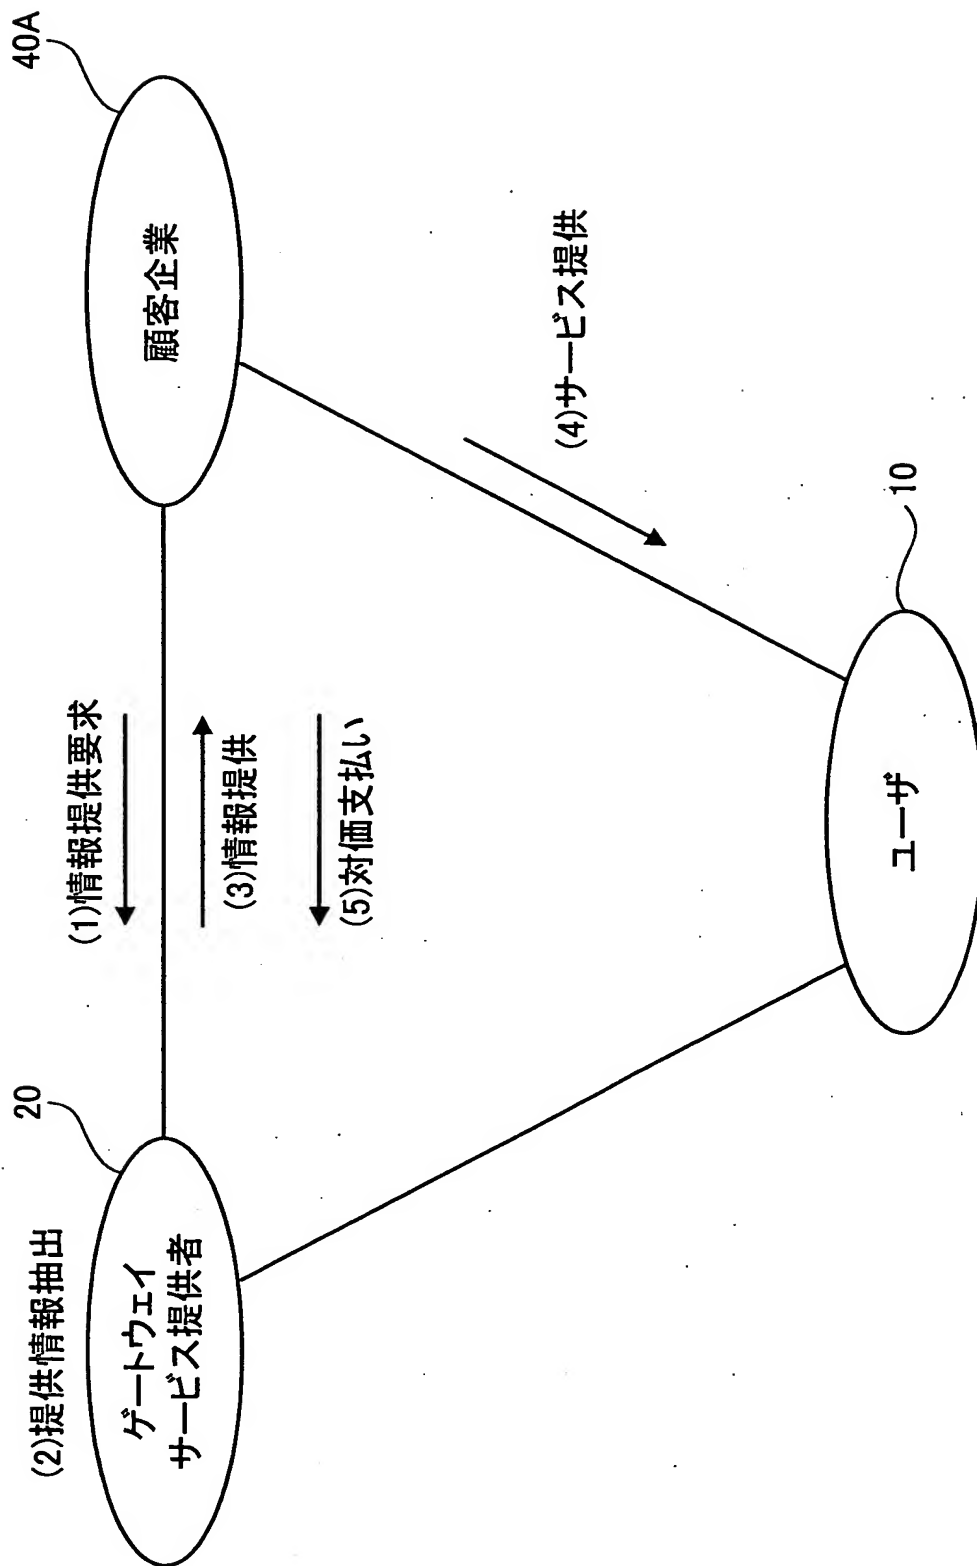 (2)提供情報抽出
20
ゲートウェイ
サービス提供者
(1)情報提供要求
(3)情報提供
(5)対価支払い
40A
顧客企業
(4)サービス提供
10
ユーザ